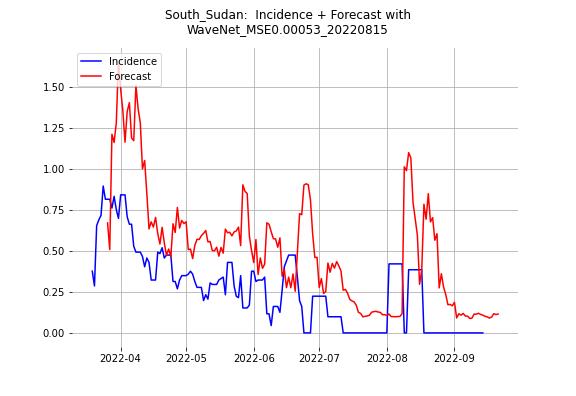 South_Sudan:  Incidence + Forecast with
WaveNet_MSE0.00053_20220815
Incidence
Forecast
1.50
1.25
1.00
0.75
0.50
0.25
0.00
2022-04 2022-05 2022-06 2022-07 2022-08 2022-09